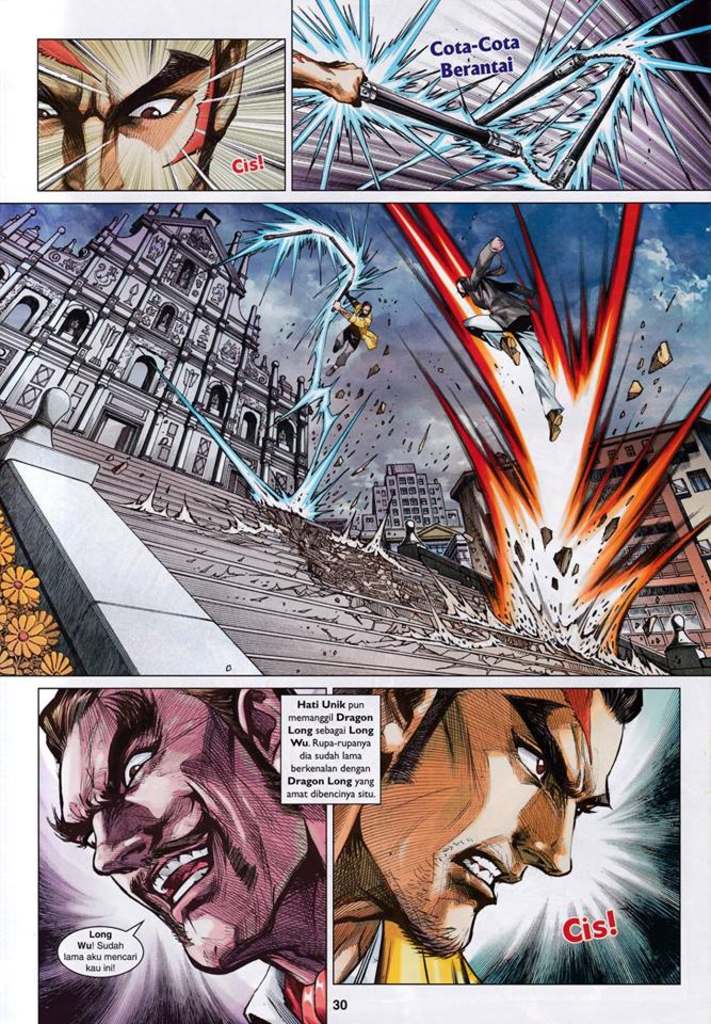 Cis!
Cota-Cota
Berantai
Hati Unik pun
memanggil Dragon
Long sebagai Long
Wu. Rupa-rupanya
dia sudah lama
berkenalan dengan
Dragon Long yang
amat dibencinya situ.
Long
Wu! Sudah
lama aku mencari
kau ini!
Cis!
30